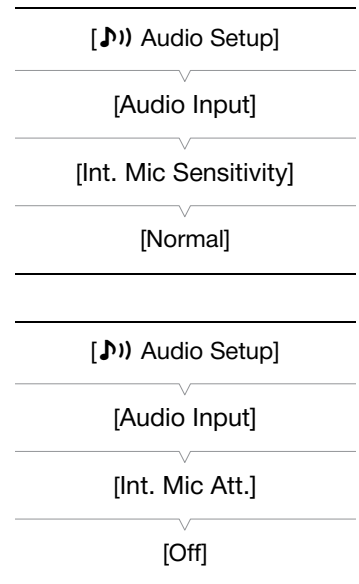 [♪)) Audio Setup]
[Audio Input]
[Int. Mic Sensitivity]
[Normal]
[♪)) Audio Setup]
[Audio Input]
[Int. Mic Att.]
[Off]